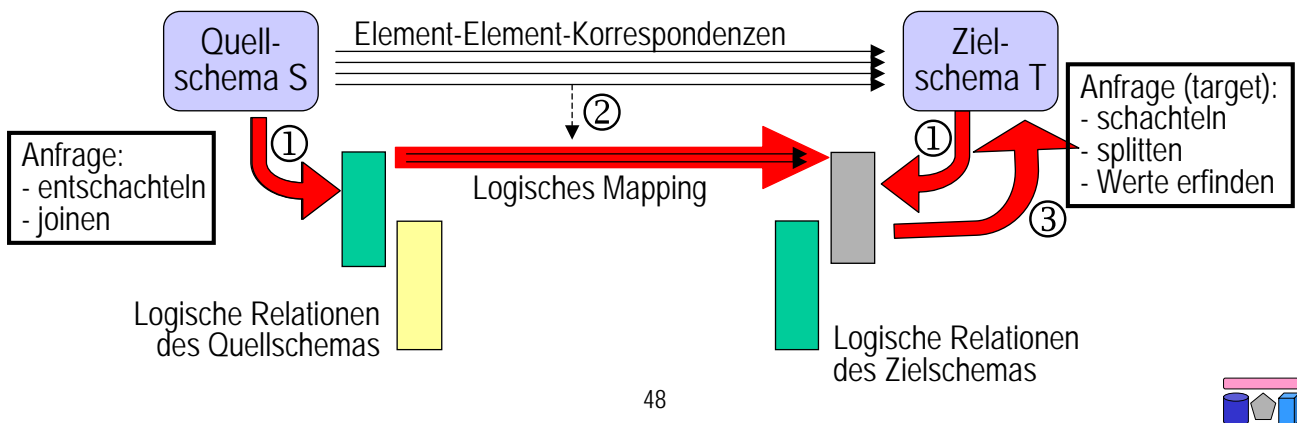 Quell-
schema S
Element-Element-Korrespondenzen
Ziel-
schema T
Anfrage (target):
- schachteln
- splitten
- Werte erfinden
①
②
①
Anfrage:
- entschachteln
- joinen
Logisches Mapping
③
Logische Relationen
des Quellschemas
Logische Relationen
des Zielschemas
48